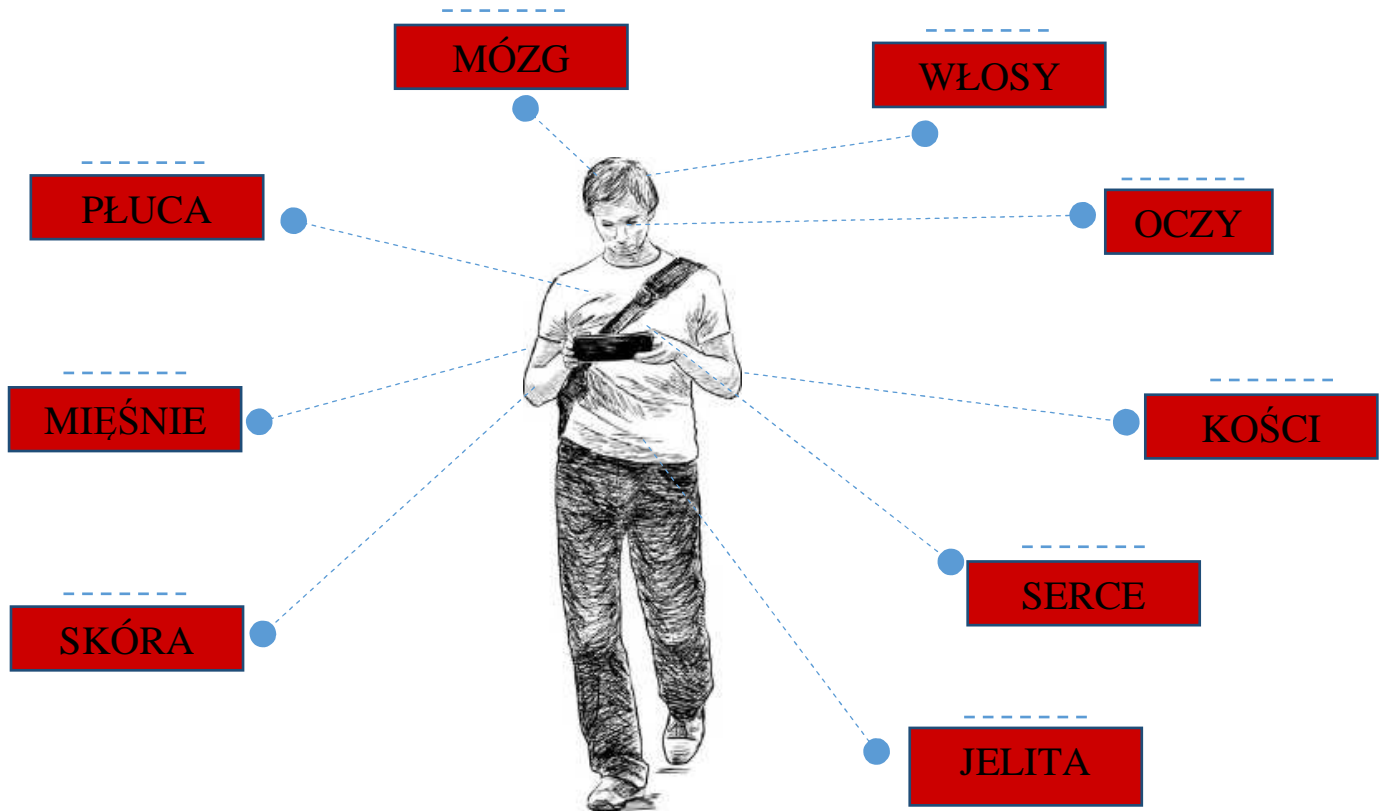 MÓZG
WŁOSY
PŁUCA
OCZY
MIĘŚNIE
KOŚCI
SERCE
SKÓRA
JELITA